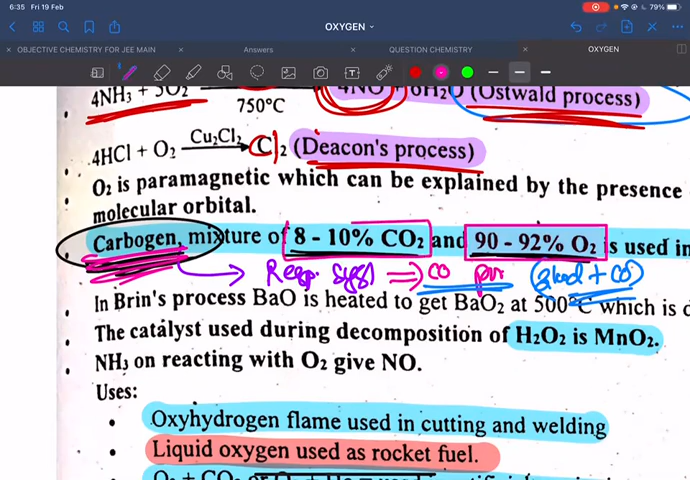 6:35 Fri 19 Feb
79%
OXYGEN
OBJECTIVE CHEMISTRY FOR JEE MAIN
Answers
QUESTION CHEMISTRY
OXYGEN
4NH₃ + 5O₂
750°C
4NO + 6H₂O (Ostwald process)
4HCl + O₂ Cu₂Cl₂ Cl₂ (Deacon's process)
O₂ is paramagnetic which can be explained by the presence
molecular orbital.
Carbogen, mixture of 8 - 10% CO₂ and 90 - 92% O₂ is used in
Resp. ⇒ CO
In Brin's process BaO is heated to get BaO₂ at 500°C which is
The catalyst used during decomposition of H₂O₂ is MnO₂.
NH₃ on reacting with O₂ give NO.
Uses:
Oxyhydrogen flame used in cutting and welding
Liquid oxygen used as rocket fuel.